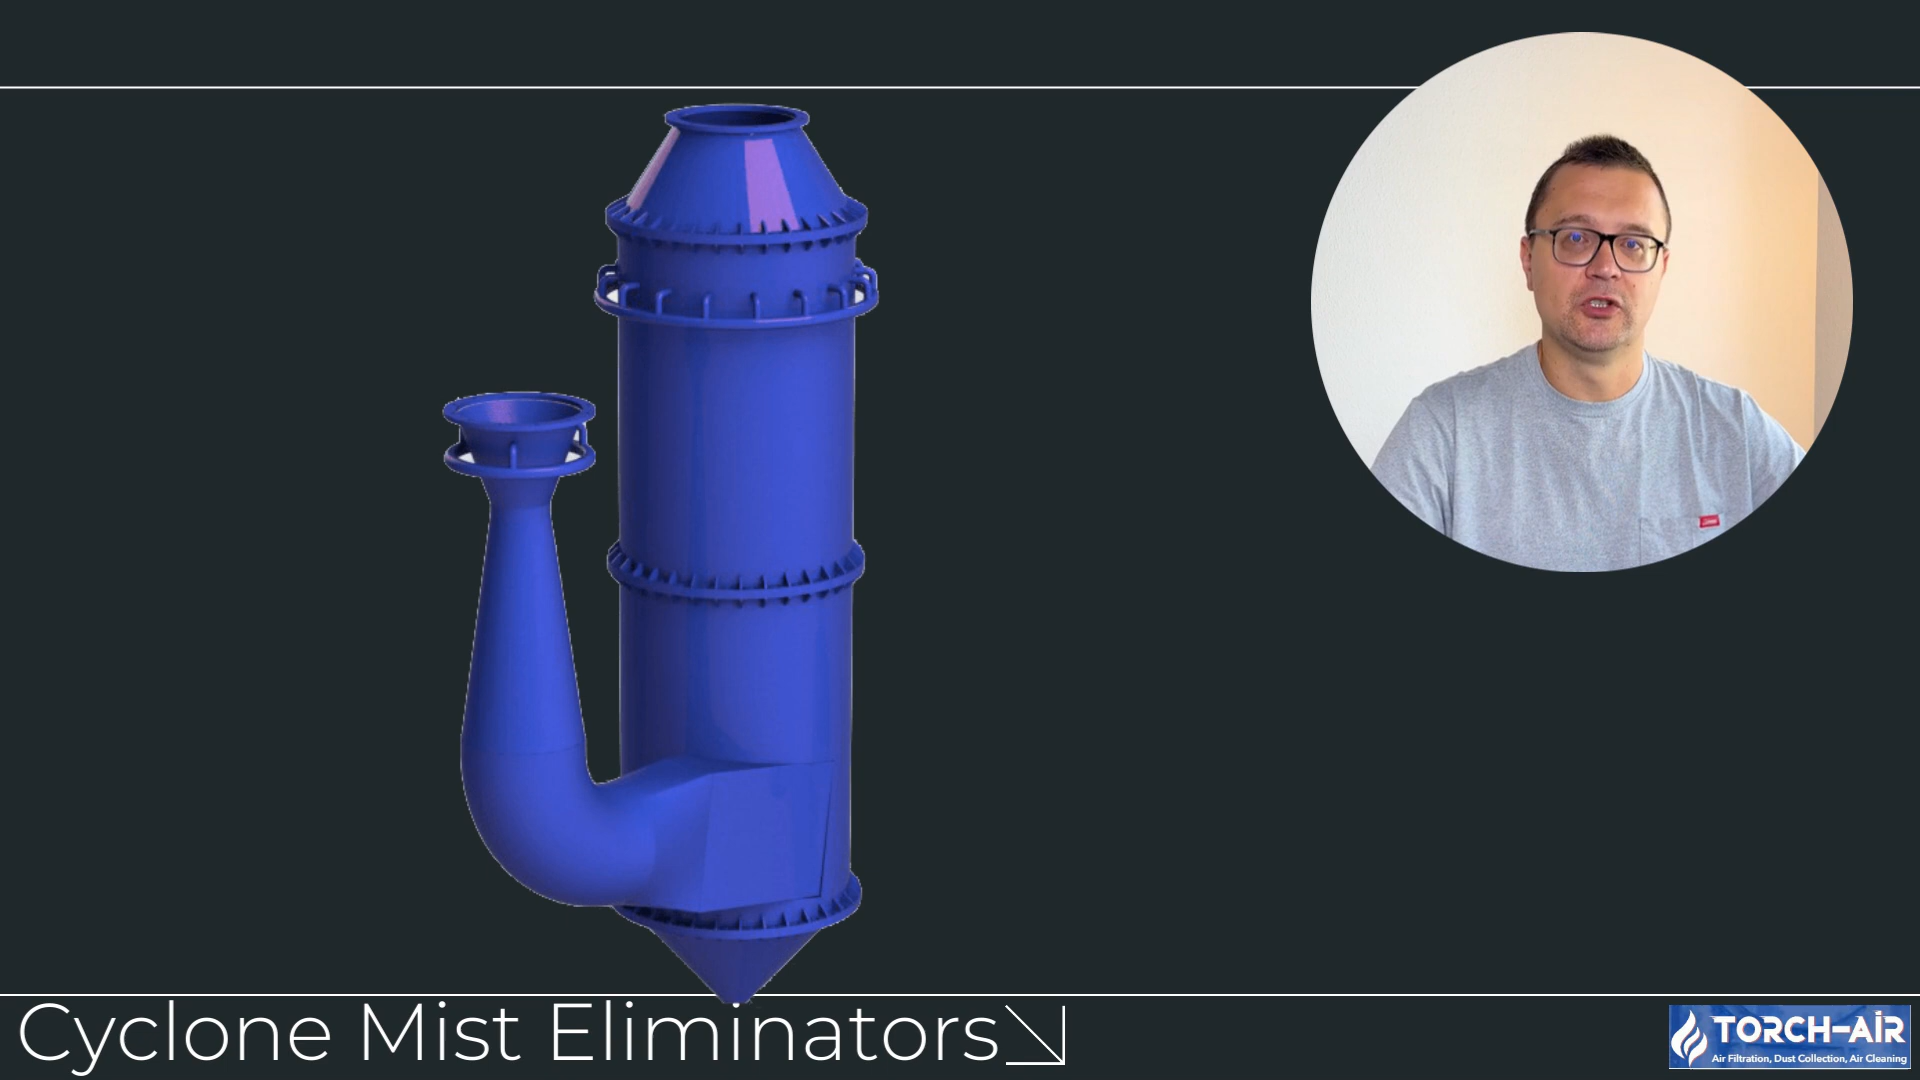 Cyclone Mist Eliminators
TORCH-AIR
Air Filtration, Dust Collection, Air Cleaning